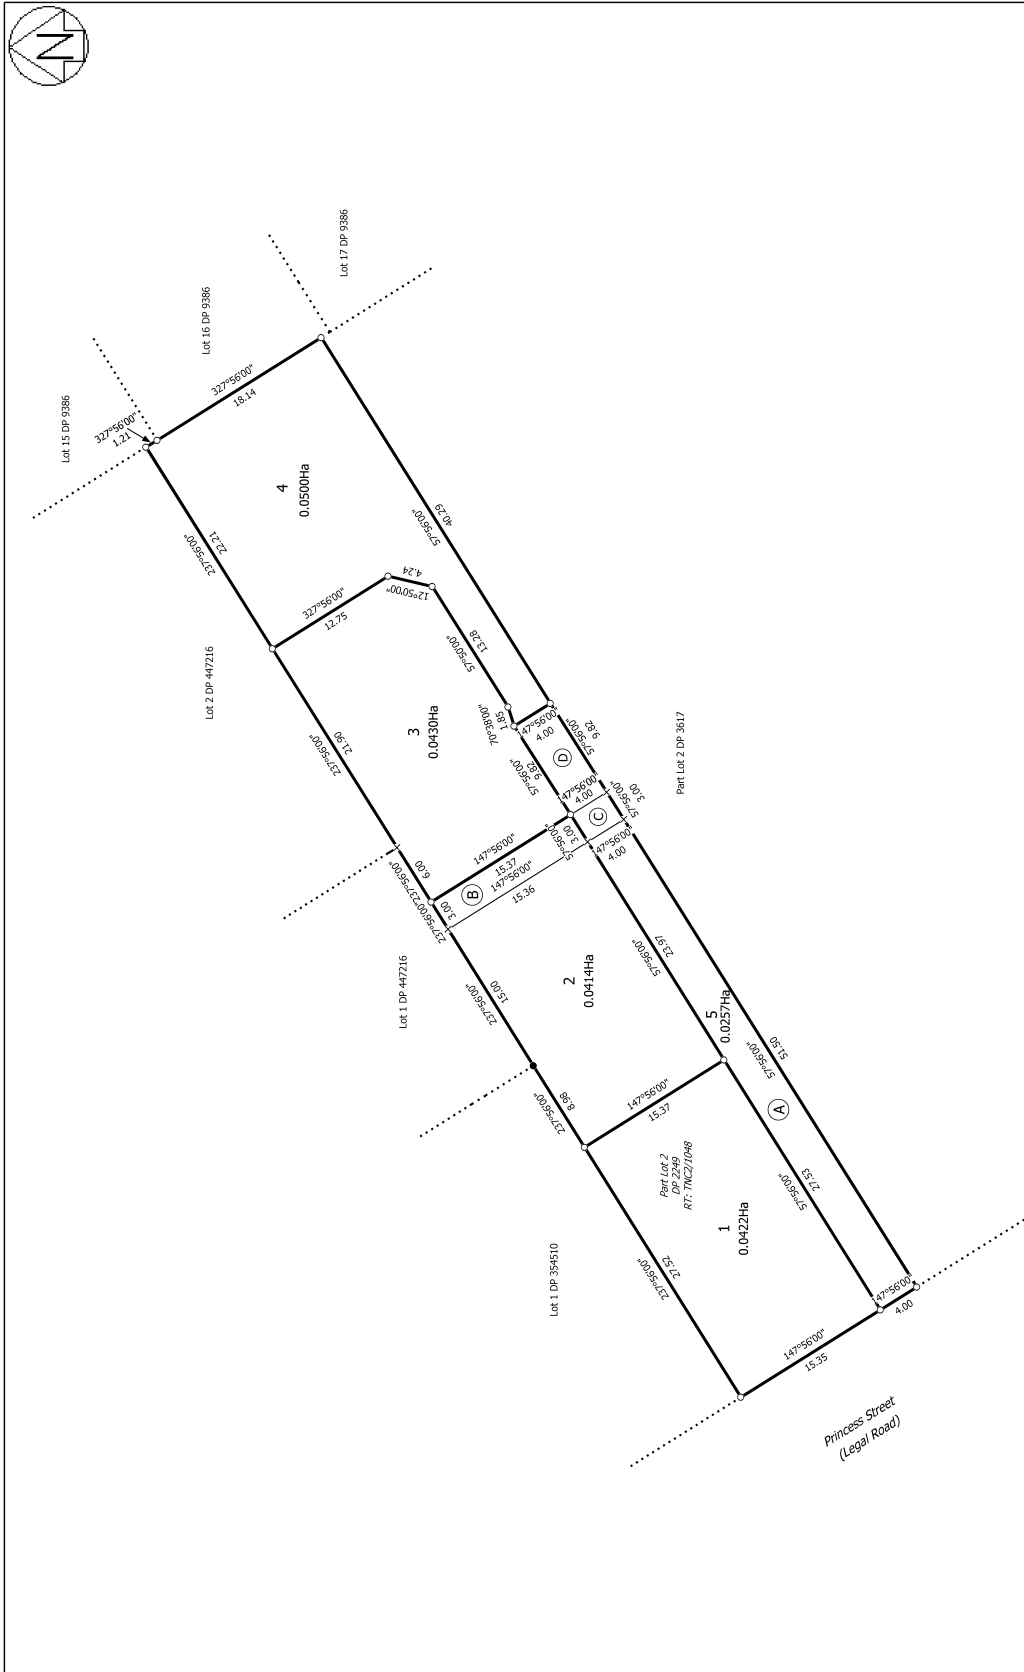 N
Lot 17 DP 9386
Lot 16 DP 9386
Lot 15 DP 9386
327°56'00"
18.14
327°56'00"
1.21
4
0.0500Ha
237°56'00"
22.21
57°56'00"
40.29
327°56'00"
12.75
4.24
12°50'00"
57°50'00"
13.28
70°38'00"
1.85
Lot 2 DP 447216
237°56'00"
21.90
3
0.0430Ha
147°56'00"
4.00
57°56'00"
9.82
D
57°56'00"
9.82
Part Lot 2 DP 3617
147°56'00"
4.00
57°56'00"
3.00
C
57°56'00"
3.00
147°56'00"
4.00
237°56'00"
6.00
147°56'00"
15.37
B
147°56'00"
15.36
237°56'00"
3.00
Lot 1 DP 447216
237°56'00"
15.00
2
0.0414Ha
57°56'00"
23.97
5
0.0257Ha
57°56'00"
51.50
237°56'00"
8.98
147°56'00"
15.37
A
Part Lot 2
DP 2249
RT: TNC2/1048
57°56'00"
27.53
1
0.0422Ha
Lot 1 DP 354510
237°56'00"
27.52
147°56'00"
15.35
147°56'00"
4.00
Princess Street
(Legal Road)